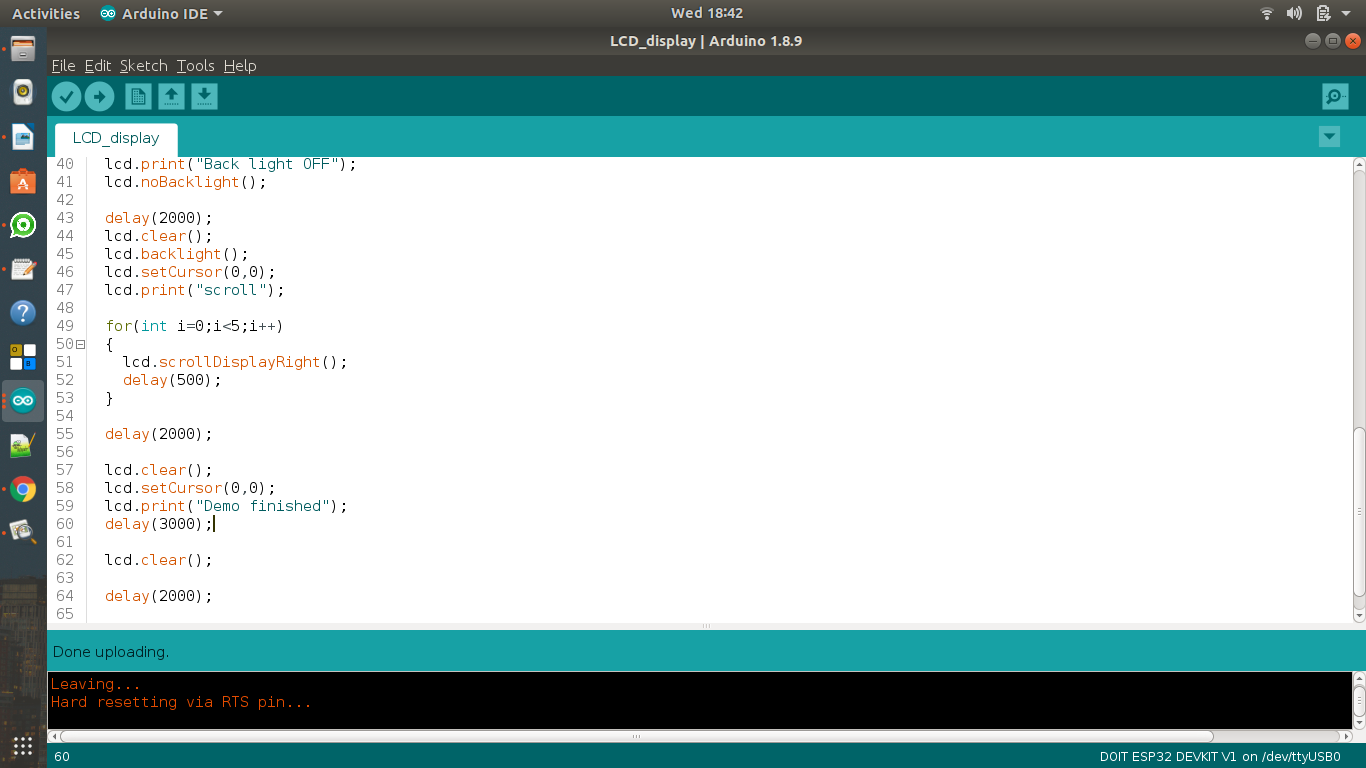 Activities Arduino IDE Wed 18:42
LCD_display | Arduino 1.8.9
File Edit Sketch Tools Help
LCD_display
40 lcd.print("Back light OFF");
41 lcd.noBacklight();
42
43 delay(2000);
44 lcd.clear();
45 lcd.backlight();
46 lcd.setCursor(0,0);
47 lcd.print("scroll");
48
49 for(int i=0;i<5;i++)
50 {
51 lcd.scrollDisplayRight();
52 delay(500);
53 }
54
55 delay(2000);
56
57 lcd.clear();
58 lcd.setCursor(0,0);
59 lcd.print("Demo finished");
60 delay(3000);
61
62 lcd.clear();
63
64 delay(2000);
65
Done uploading.
Leaving...
Hard resetting via RTS pin...
60 DOIT ESP32 DEVKIT V1 on /dev/ttyUSB0